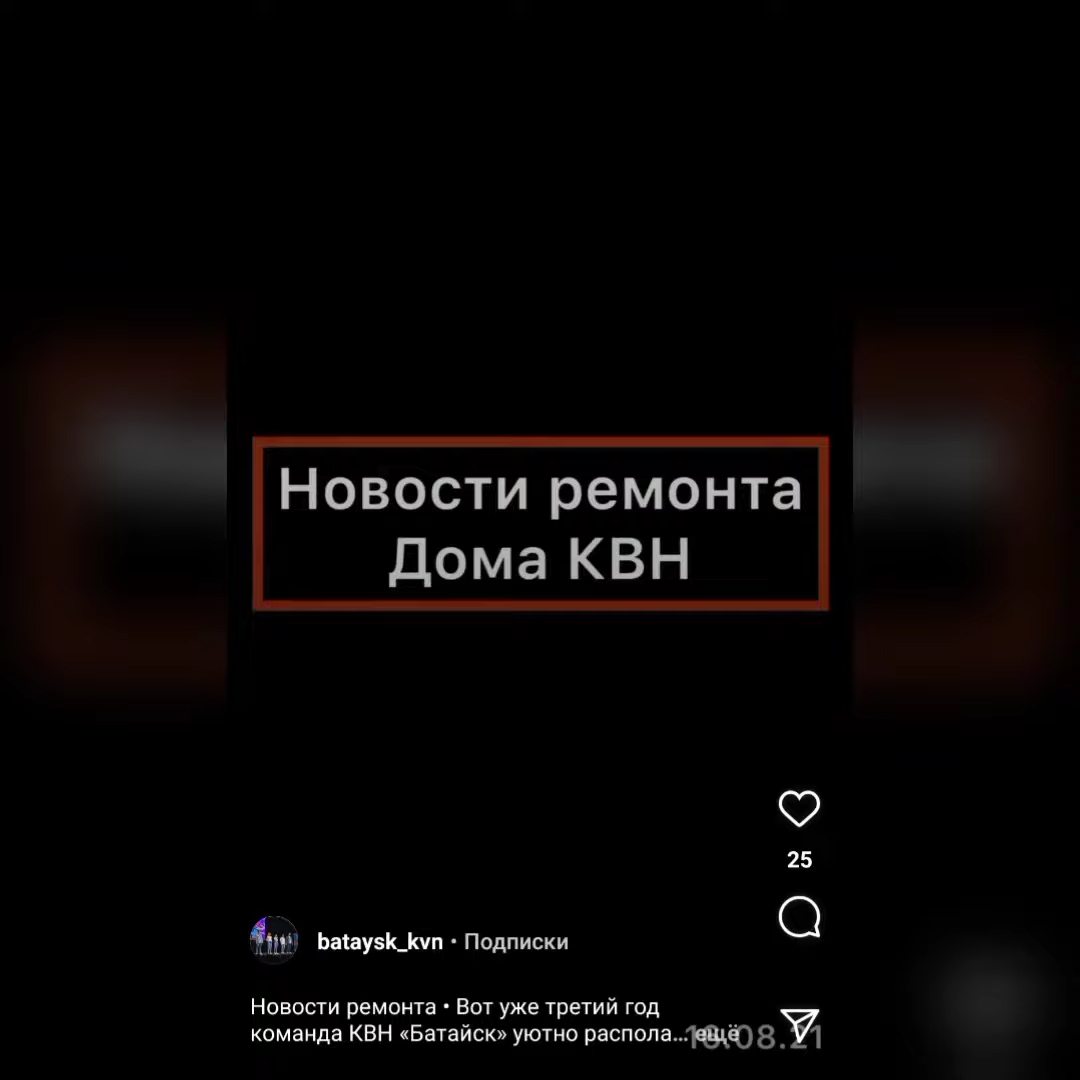 Новости ремонта
Дома КВН
25
bataysk_kvn • Подписки
Новости ремонта • Вот уже третий год
команда КВН «Батайск» уютно распола... ещё